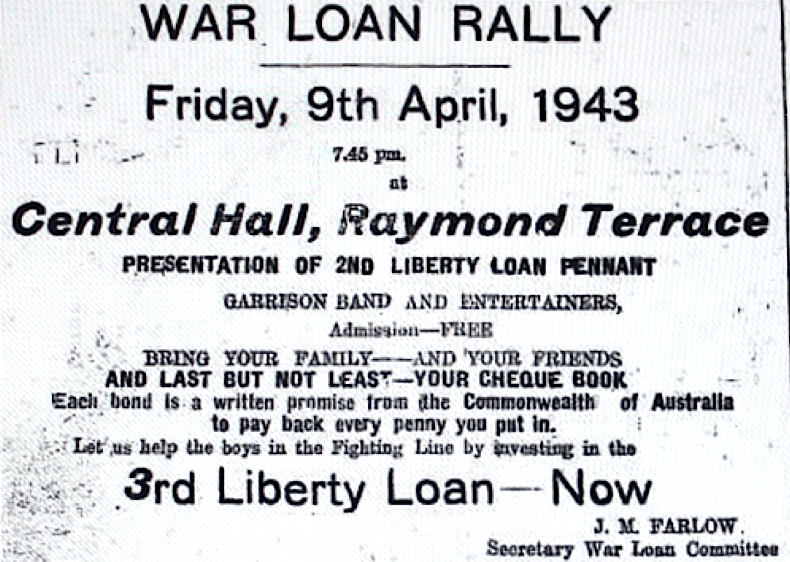 WAR LOAN RALLY
Friday, 9th April, 1943
7.45 pm.
at
Central Hall, Raymond Terrace
PRESENTATION OF 2ND LIBERTY LOAN PENNANT
GARRISON BAND AND ENTERTAINERS,
Admission—FREE
BRING YOUR FAMILY——AND YOUR FRIENDS
AND LAST BUT NOT LEAST—YOUR CHEQUE BOOK
Each bond is a written promise from the Commonwealth of Australia
to pay back every penny you put in.
Let us help the boys in the Fighting Line by investing in the
3rd Liberty Loan—Now
J. M. FARLOW.
Secretary War Loan Committee